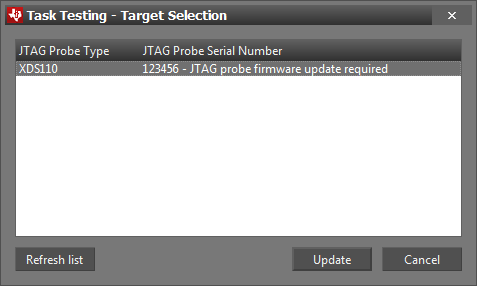 Task Testing - Target Selection
JTAG Probe Type JTAG Probe Serial Number
XDS110 123456 - JTAG probe firmware update required
Refresh list Update Cancel